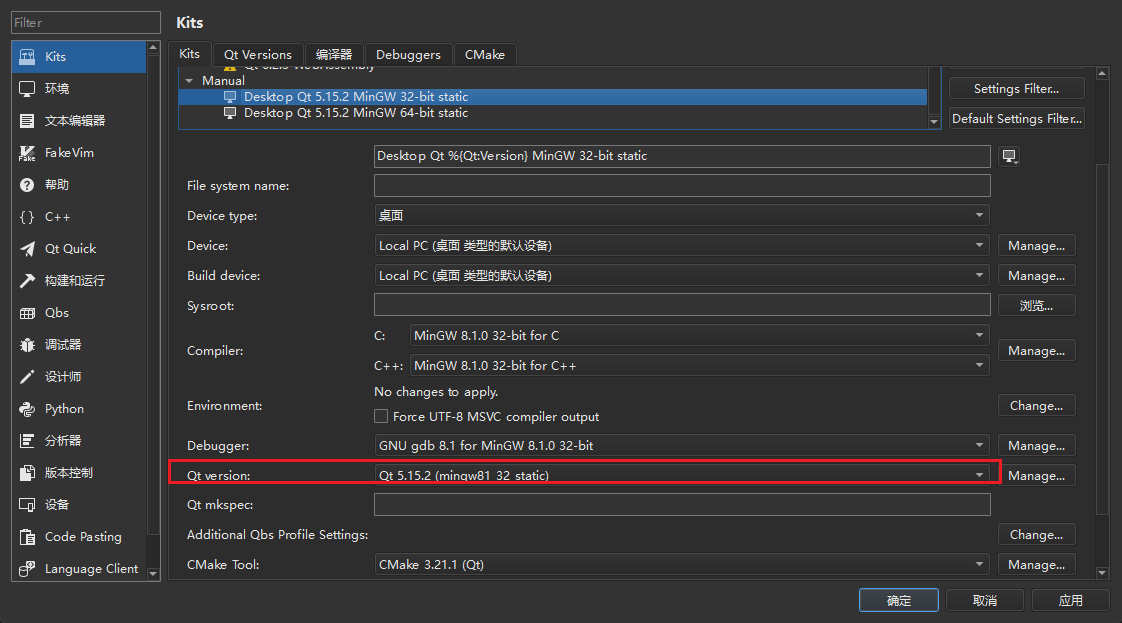 Filter
Kits
环境
文本编辑器
FakeVim
帮助
C++
Qt Quick
构建和运行
Qbs
调试器
设计师
Python
分析器
版本控制
设备
Code Pasting
Language Client
Kits
Kits Qt Versions 编译器 Debuggers CMake
Manual
Desktop Qt 5.15.2 MinGW 32-bit static
Desktop Qt 5.15.2 MinGW 64-bit static
Settings Filter...
Default Settings Filter...
Desktop Qt %{Qt:Version} MinGW 32-bit static
File system name:
Device type: 桌面
Device: Local PC (桌面 类型的默认设备) Manage...
Build device: Local PC (桌面 类型的默认设备) Manage...
Sysroot: 浏览...
C: MinGW 8.1.0 32-bit for C
Compiler: Manage...
C++: MinGW 8.1.0 32-bit for C++
No changes to apply.
Environment: Change...
Force UTF-8 MSVC compiler output
Debugger: GNU gdb 8.1 for MinGW 8.1.0 32-bit Manage...
Qt version: Qt 5.15.2 (mingw81_32_static) Manage...
Qt mkspec:
Additional Qbs Profile Settings: Change...
CMake Tool: CMake 3.21.1 (Qt) Manage...
确定 取消 应用